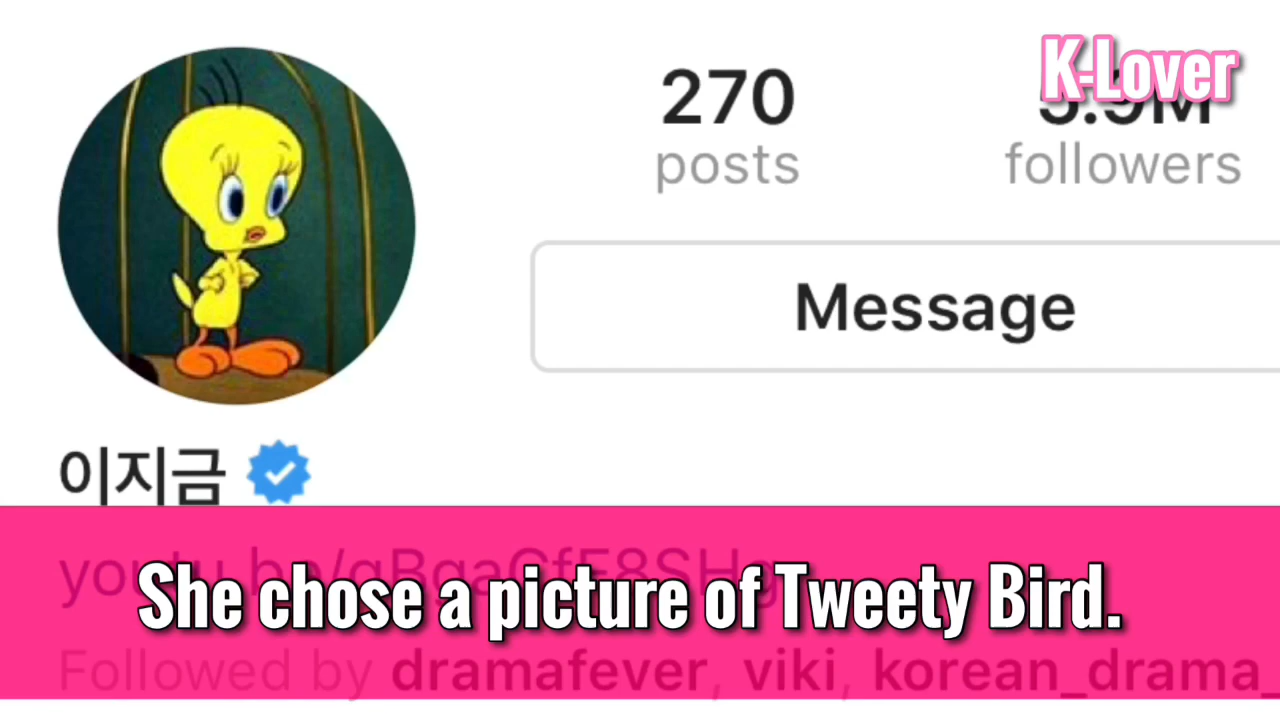 K-Lover
270
posts
followers
Message
이지금
She chose a picture of Tweety Bird.
Followed by dramafever, viki, korean_drama_